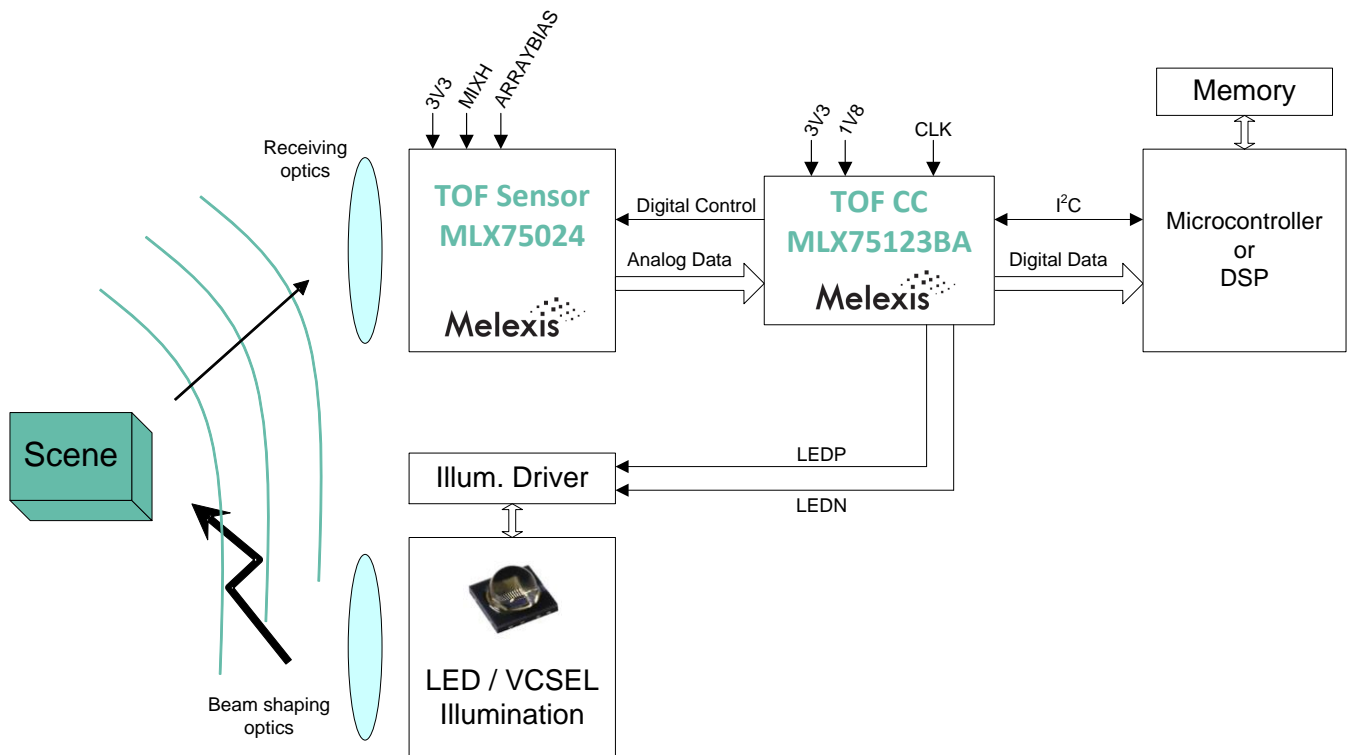 3V3
MIXH
ARRAYBIAS
Receiving
optics
TOF Sensor
MLX75024
Melexis
Digital Control
Analog Data
3V3
1V8
CLK
TOF CC
MLX75123BA
Melexis
I²C
Digital Data
Memory
Microcontroller
or
DSP
Scene
Illum. Driver
LEDP
LEDN
LED / VCSEL
Illumination
Beam shaping
optics